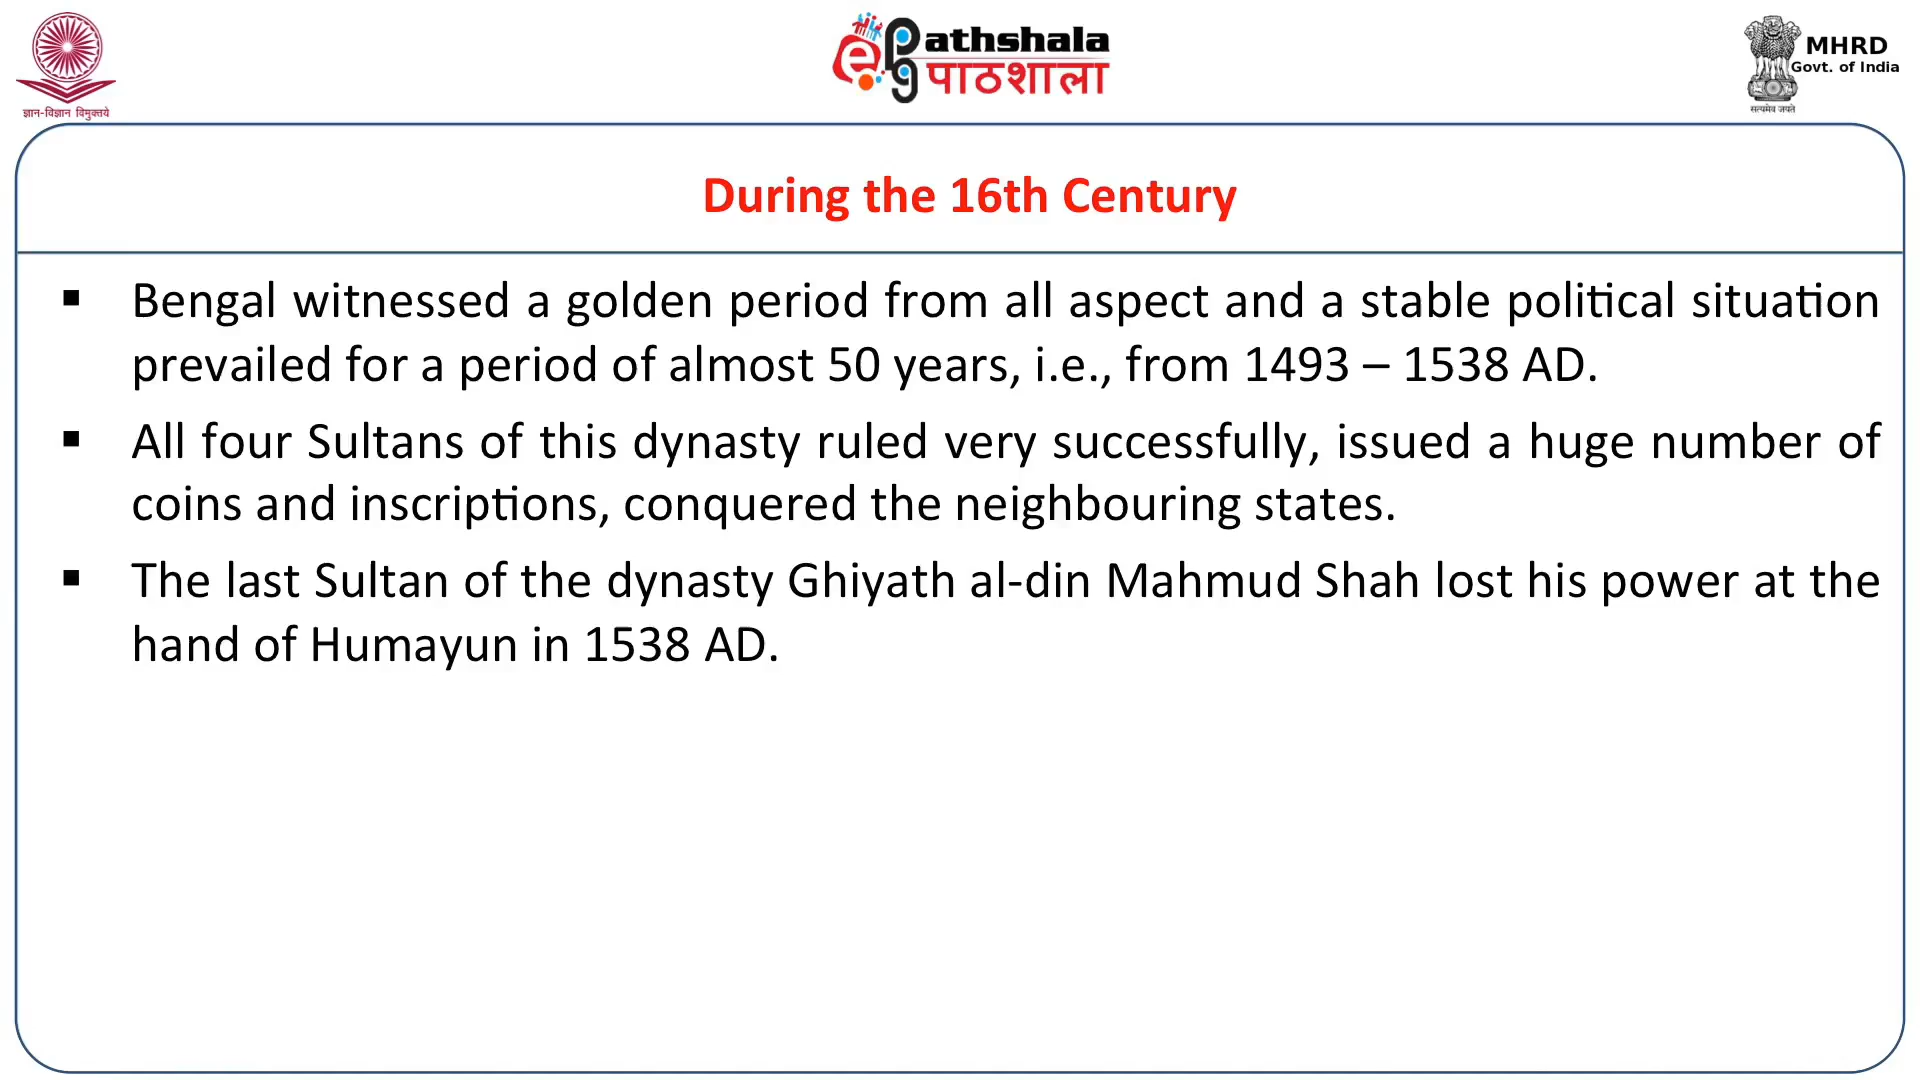 ज्ञान-विज्ञान विमुक्तये
e Pathshala
पाठशाला
MHRD
Govt. of India
सत्यमेव जयते
During the 16th Century
▪ Bengal witnessed a golden period from all aspect and a stable political situation
prevailed for a period of almost 50 years, i.e., from 1493 – 1538 AD.
▪ All four Sultans of this dynasty ruled very successfully, issued a huge number of
coins and inscriptions, conquered the neighbouring states.
▪ The last Sultan of the dynasty Ghiyath al-din Mahmud Shah lost his power at the
hand of Humayun in 1538 AD.